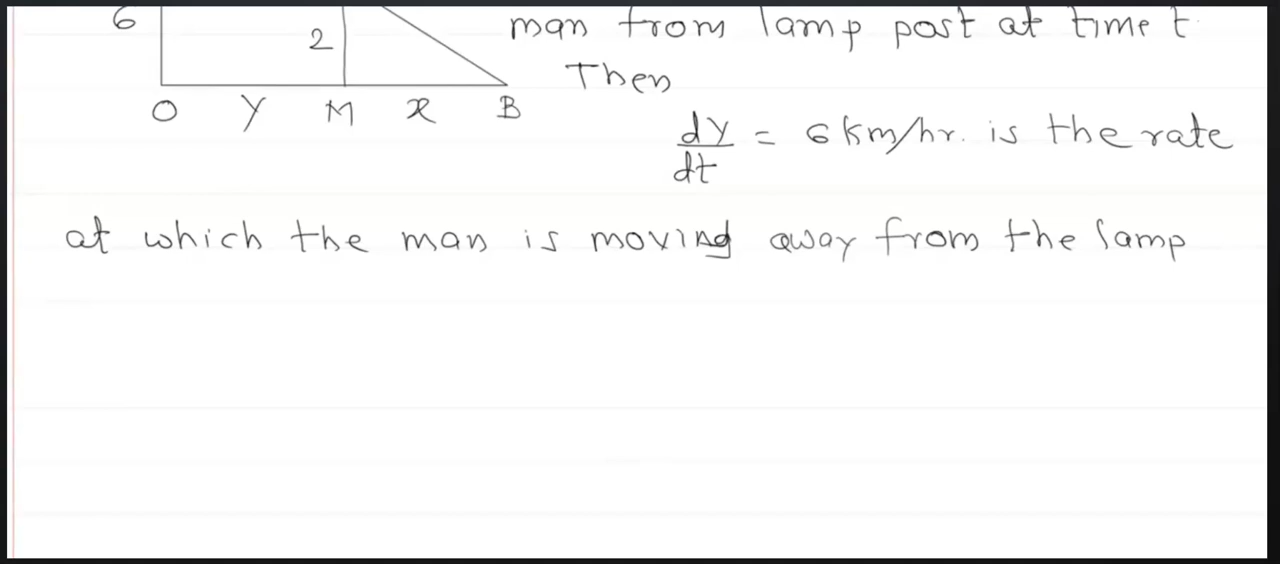 6
2
man from lamp post at time t
Then
O Y M x B
dy/dt = 6 km/hr. is the rate
at which the man is moving away from the lamp